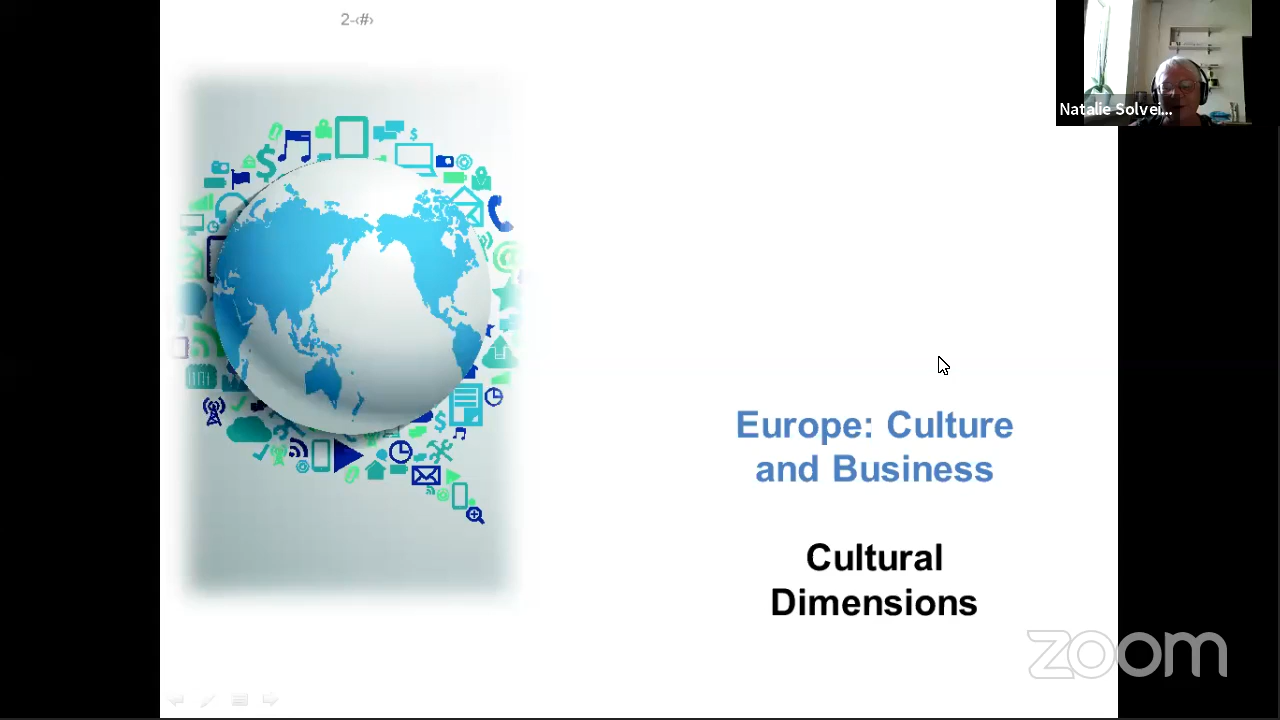 2-‹#›
Natalie Solvei...
Europe: Culture
and Business
Cultural
Dimensions
zoom